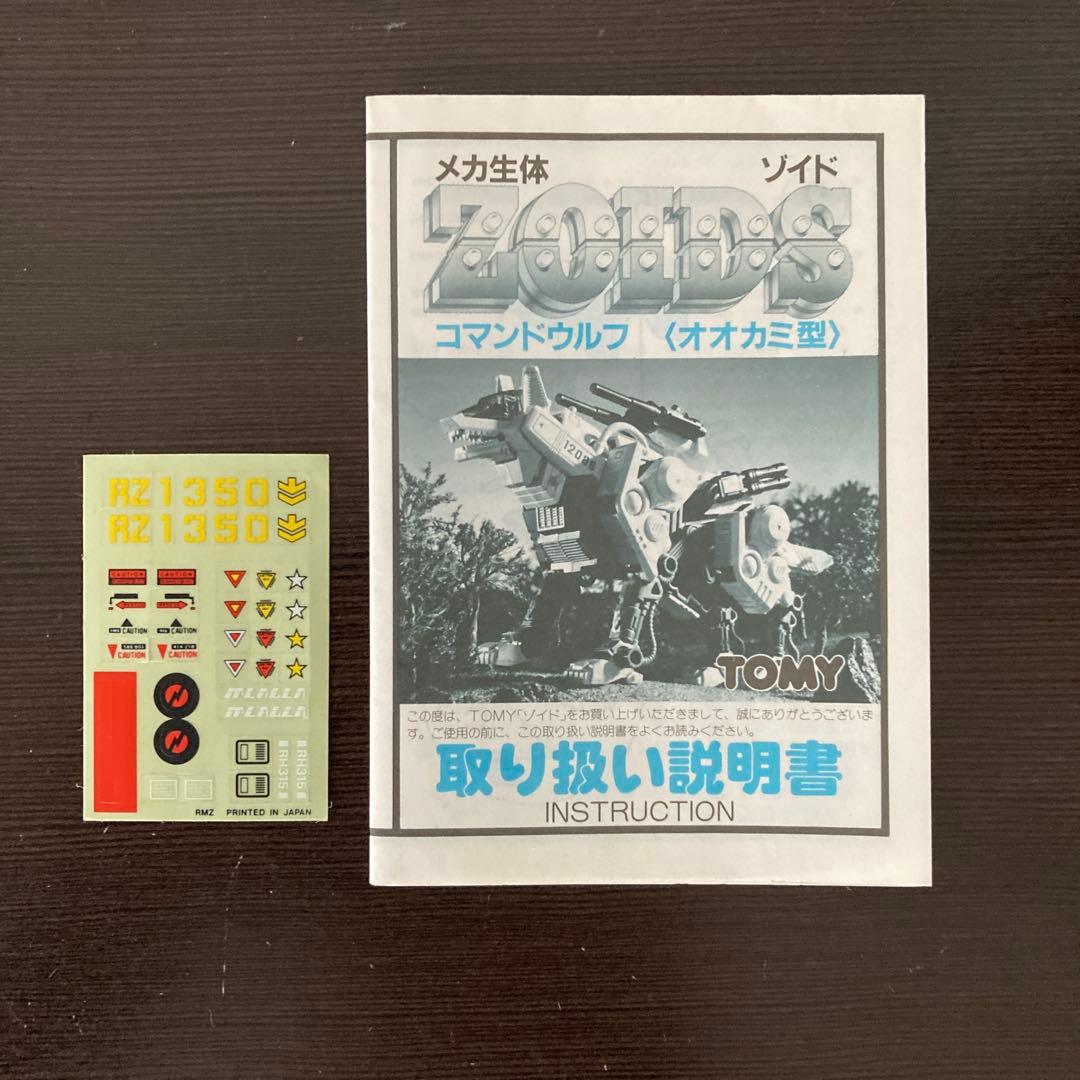 メカ生体 ゾイド
ZOIDS
コマンドウルフ 〈オオカミ型〉
TOMY
この度は、TOMY「ゾイド」をお買い上げいただきまして、誠にありがとうございま
す。ご使用の前に、この取り扱い説明書をよくお読みください。
取り扱い説明書
INSTRUCTION
RZ1350
RZ1350
CAUTION CAUTION
CAUTION CAUTION
CAUTION CAUTION
RH315
RH315
RMZ PRINTED IN JAPAN